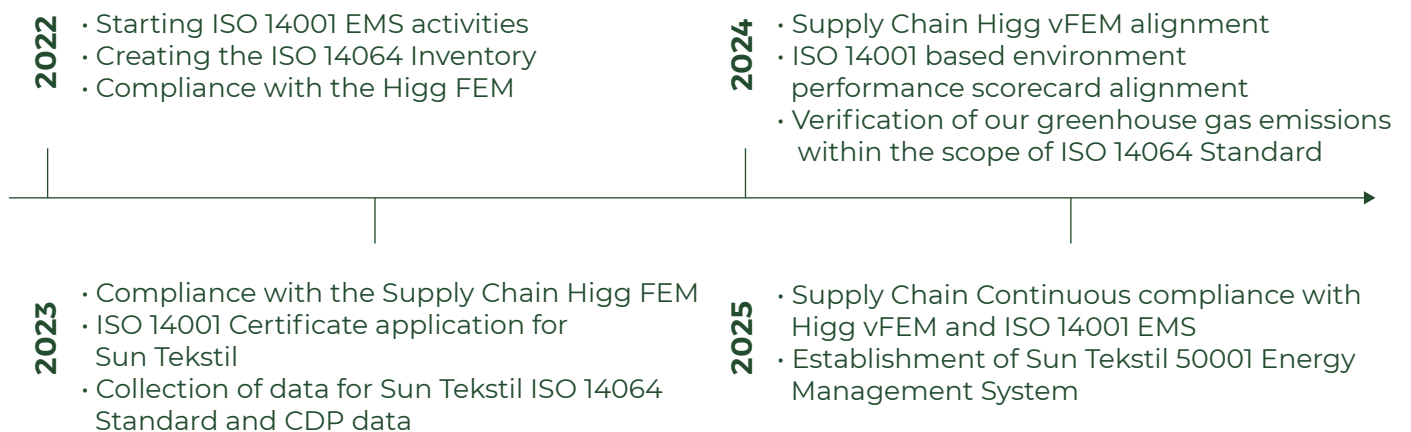 2022
• Starting ISO 14001 EMS activities
• Creating the ISO 14064 Inventory
• Compliance with the Higg FEM
2024
• Supply Chain Higg vFEM alignment
• ISO 14001 based environment
performance scorecard alignment
• Verification of our greenhouse gas emissions
within the scope of ISO 14064 Standard
2023
• Compliance with the Supply Chain Higg FEM
• ISO 14001 Certificate application for
Sun Tekstil
• Collection of data for Sun Tekstil ISO 14064
Standard and CDP data
2025
• Supply Chain Continuous compliance with
Higg vFEM and ISO 14001 EMS
• Establishment of Sun Tekstil 50001 Energy
Management System